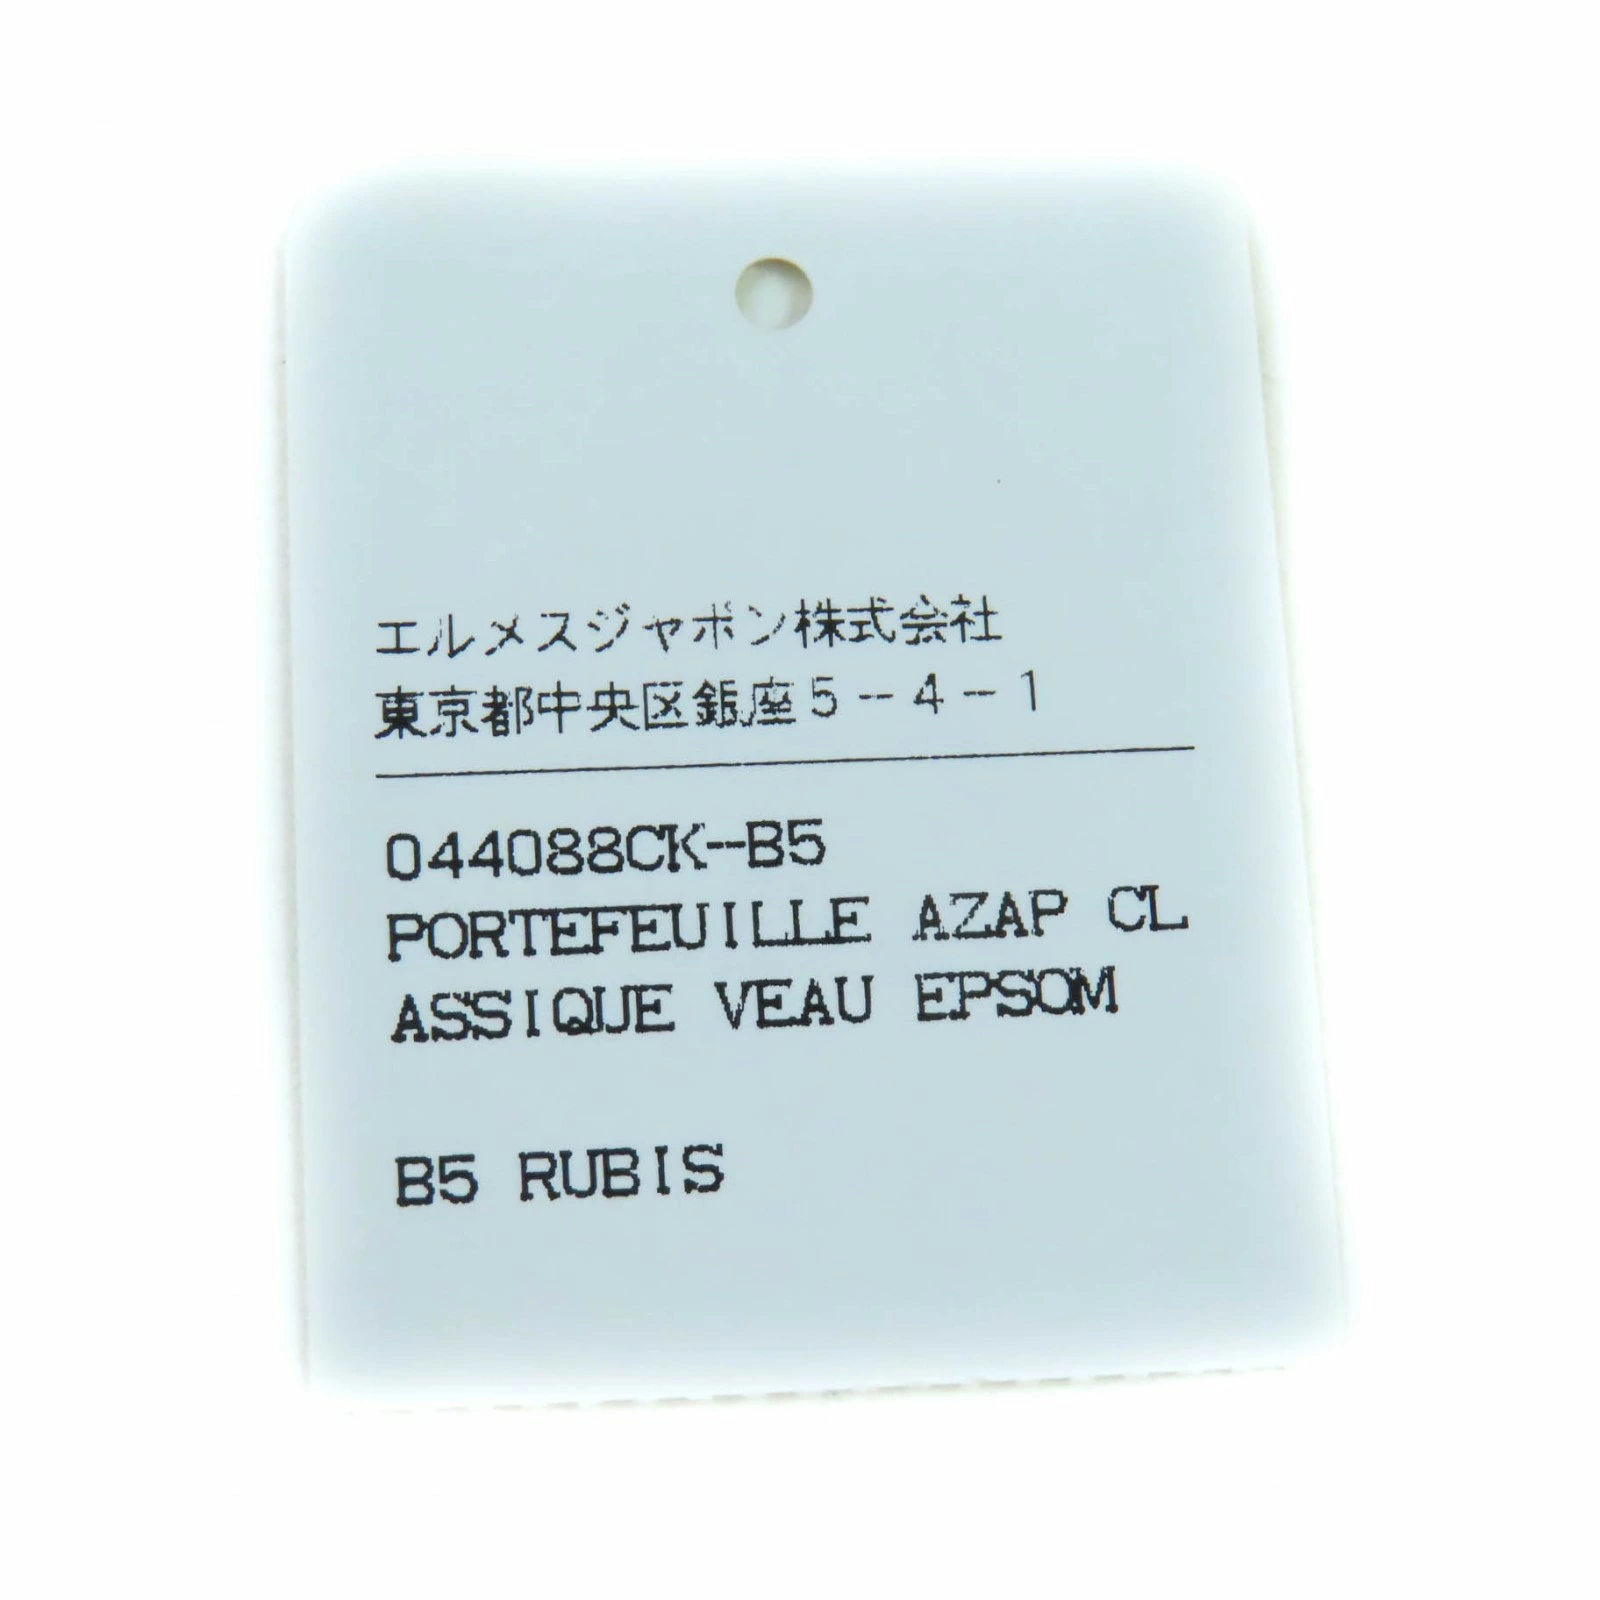 エルメスジャポン株式会社
東京都中央区銀座5-4-1
044088CK-B5
PORTEFEUILLE AZAP CL
ASSIQUE VEAU EPSOM
B5 RUBIS